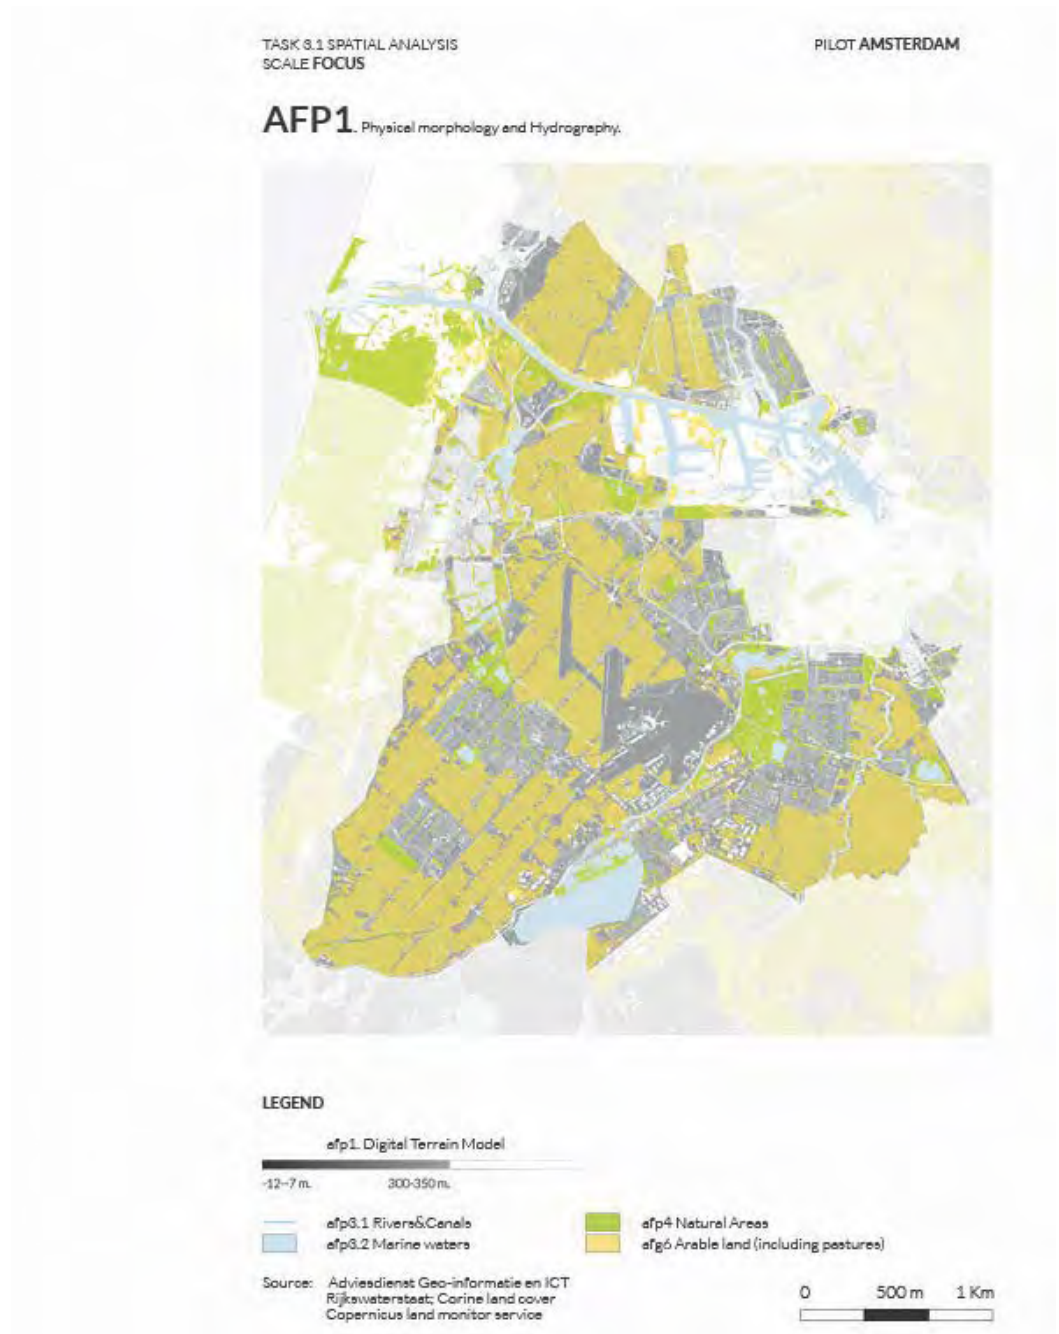 TASK 3.1 SPATIAL ANALYSIS
SCALE FOCUS
PILOT AMSTERDAM
AFP1. Physical morphology and Hydrography.
LEGEND
afp1. Digital Terrain Model
-12--7 m. 300-350 m.
afp3.1 Rivers&Canals
afp3.2 Marine waters
afp4 Natural Areas
afg6 Arable land (including pastures)
Source: Adviesdienst Geo-informatie en ICT
Rijkswaterstaat; Corine land cover
Copernicus land monitor service
0 500 m 1 Km